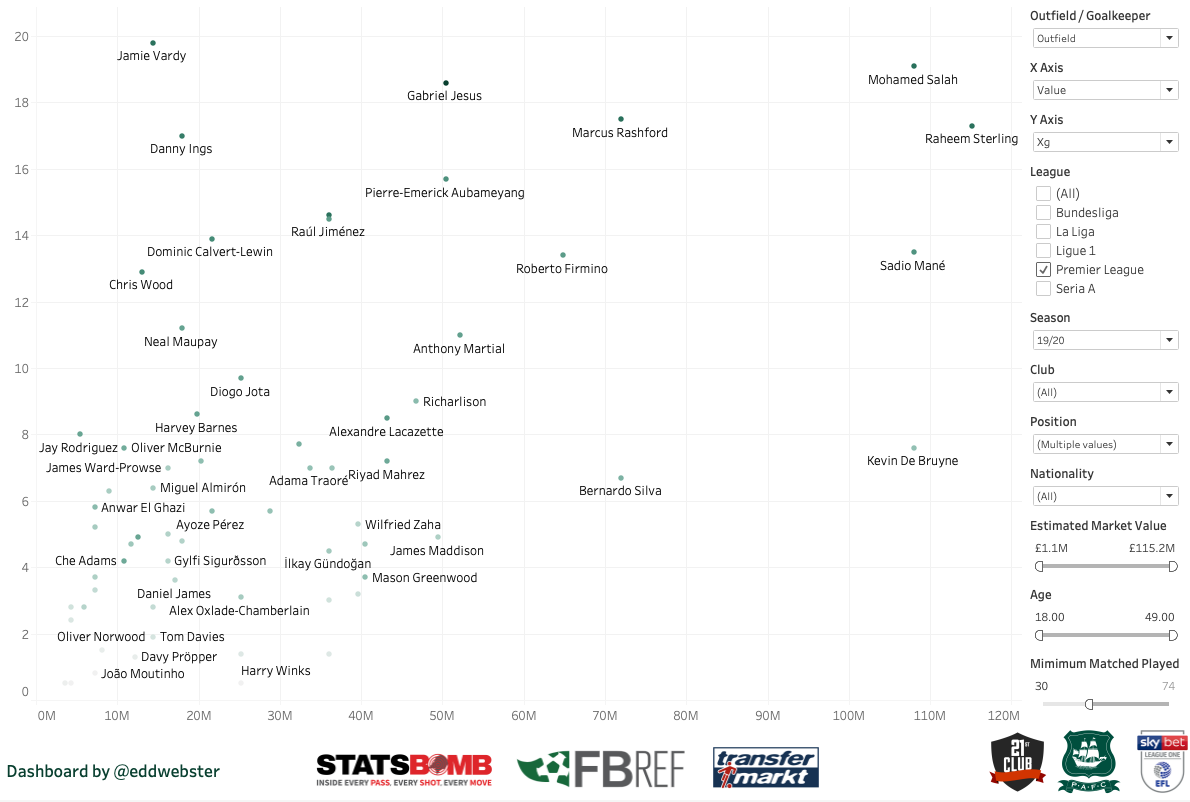 Outfield / Goalkeeper
Outfield
X Axis
Value
Y Axis
Xg
League
(All)
Bundesliga
La Liga
Ligue 1
Premier League
Seria A
Season
19/20
Club
(All)
Position
(Multiple values)
Nationality
(All)
Estimated Market Value
£1.1M £115.2M
Age
18.00 49.00
Mimimum Matched Played
30 74
20
18
16
14
12
10
8
6
4
2
0
Jamie Vardy
Mohamed Salah
Gabriel Jesus
Marcus Rashford
Raheem Sterling
Danny Ings
Pierre-Emerick Aubameyang
Raúl Jiménez
Dominic Calvert-Lewin
Roberto Firmino
Sadio Mané
Chris Wood
Neal Maupay
Anthony Martial
Diogo Jota
Richarlison
Harvey Barnes
Alexandre Lacazette
Jay Rodriguez
Oliver McBurnie
Kevin De Bruyne
James Ward-Prowse
Adama Traoré
Riyad Mahrez
Miguel Almirón
Bernardo Silva
Anwar El Ghazi
Ayoze Pérez
Wilfried Zaha
James Maddison
Che Adams
Gylfi Sigurðsson
İlkay Gündoğan
Mason Greenwood
Daniel James
Alex Oxlade-Chamberlain
Oliver Norwood
Tom Davies
Davy Pröpper
João Moutinho
Harry Winks
0M 10M 20M 30M 40M 50M 60M 70M 80M 90M 100M 110M 120M
Dashboard by @eddwebster
STATSBOMB
INSIDE EVERY PASS. EVERY SHOT. EVERY MOVE
FBREF
transfer
markt
21ST
CLUB
P.A.F.C.
sky bet
LEAGUE ONE
EFL